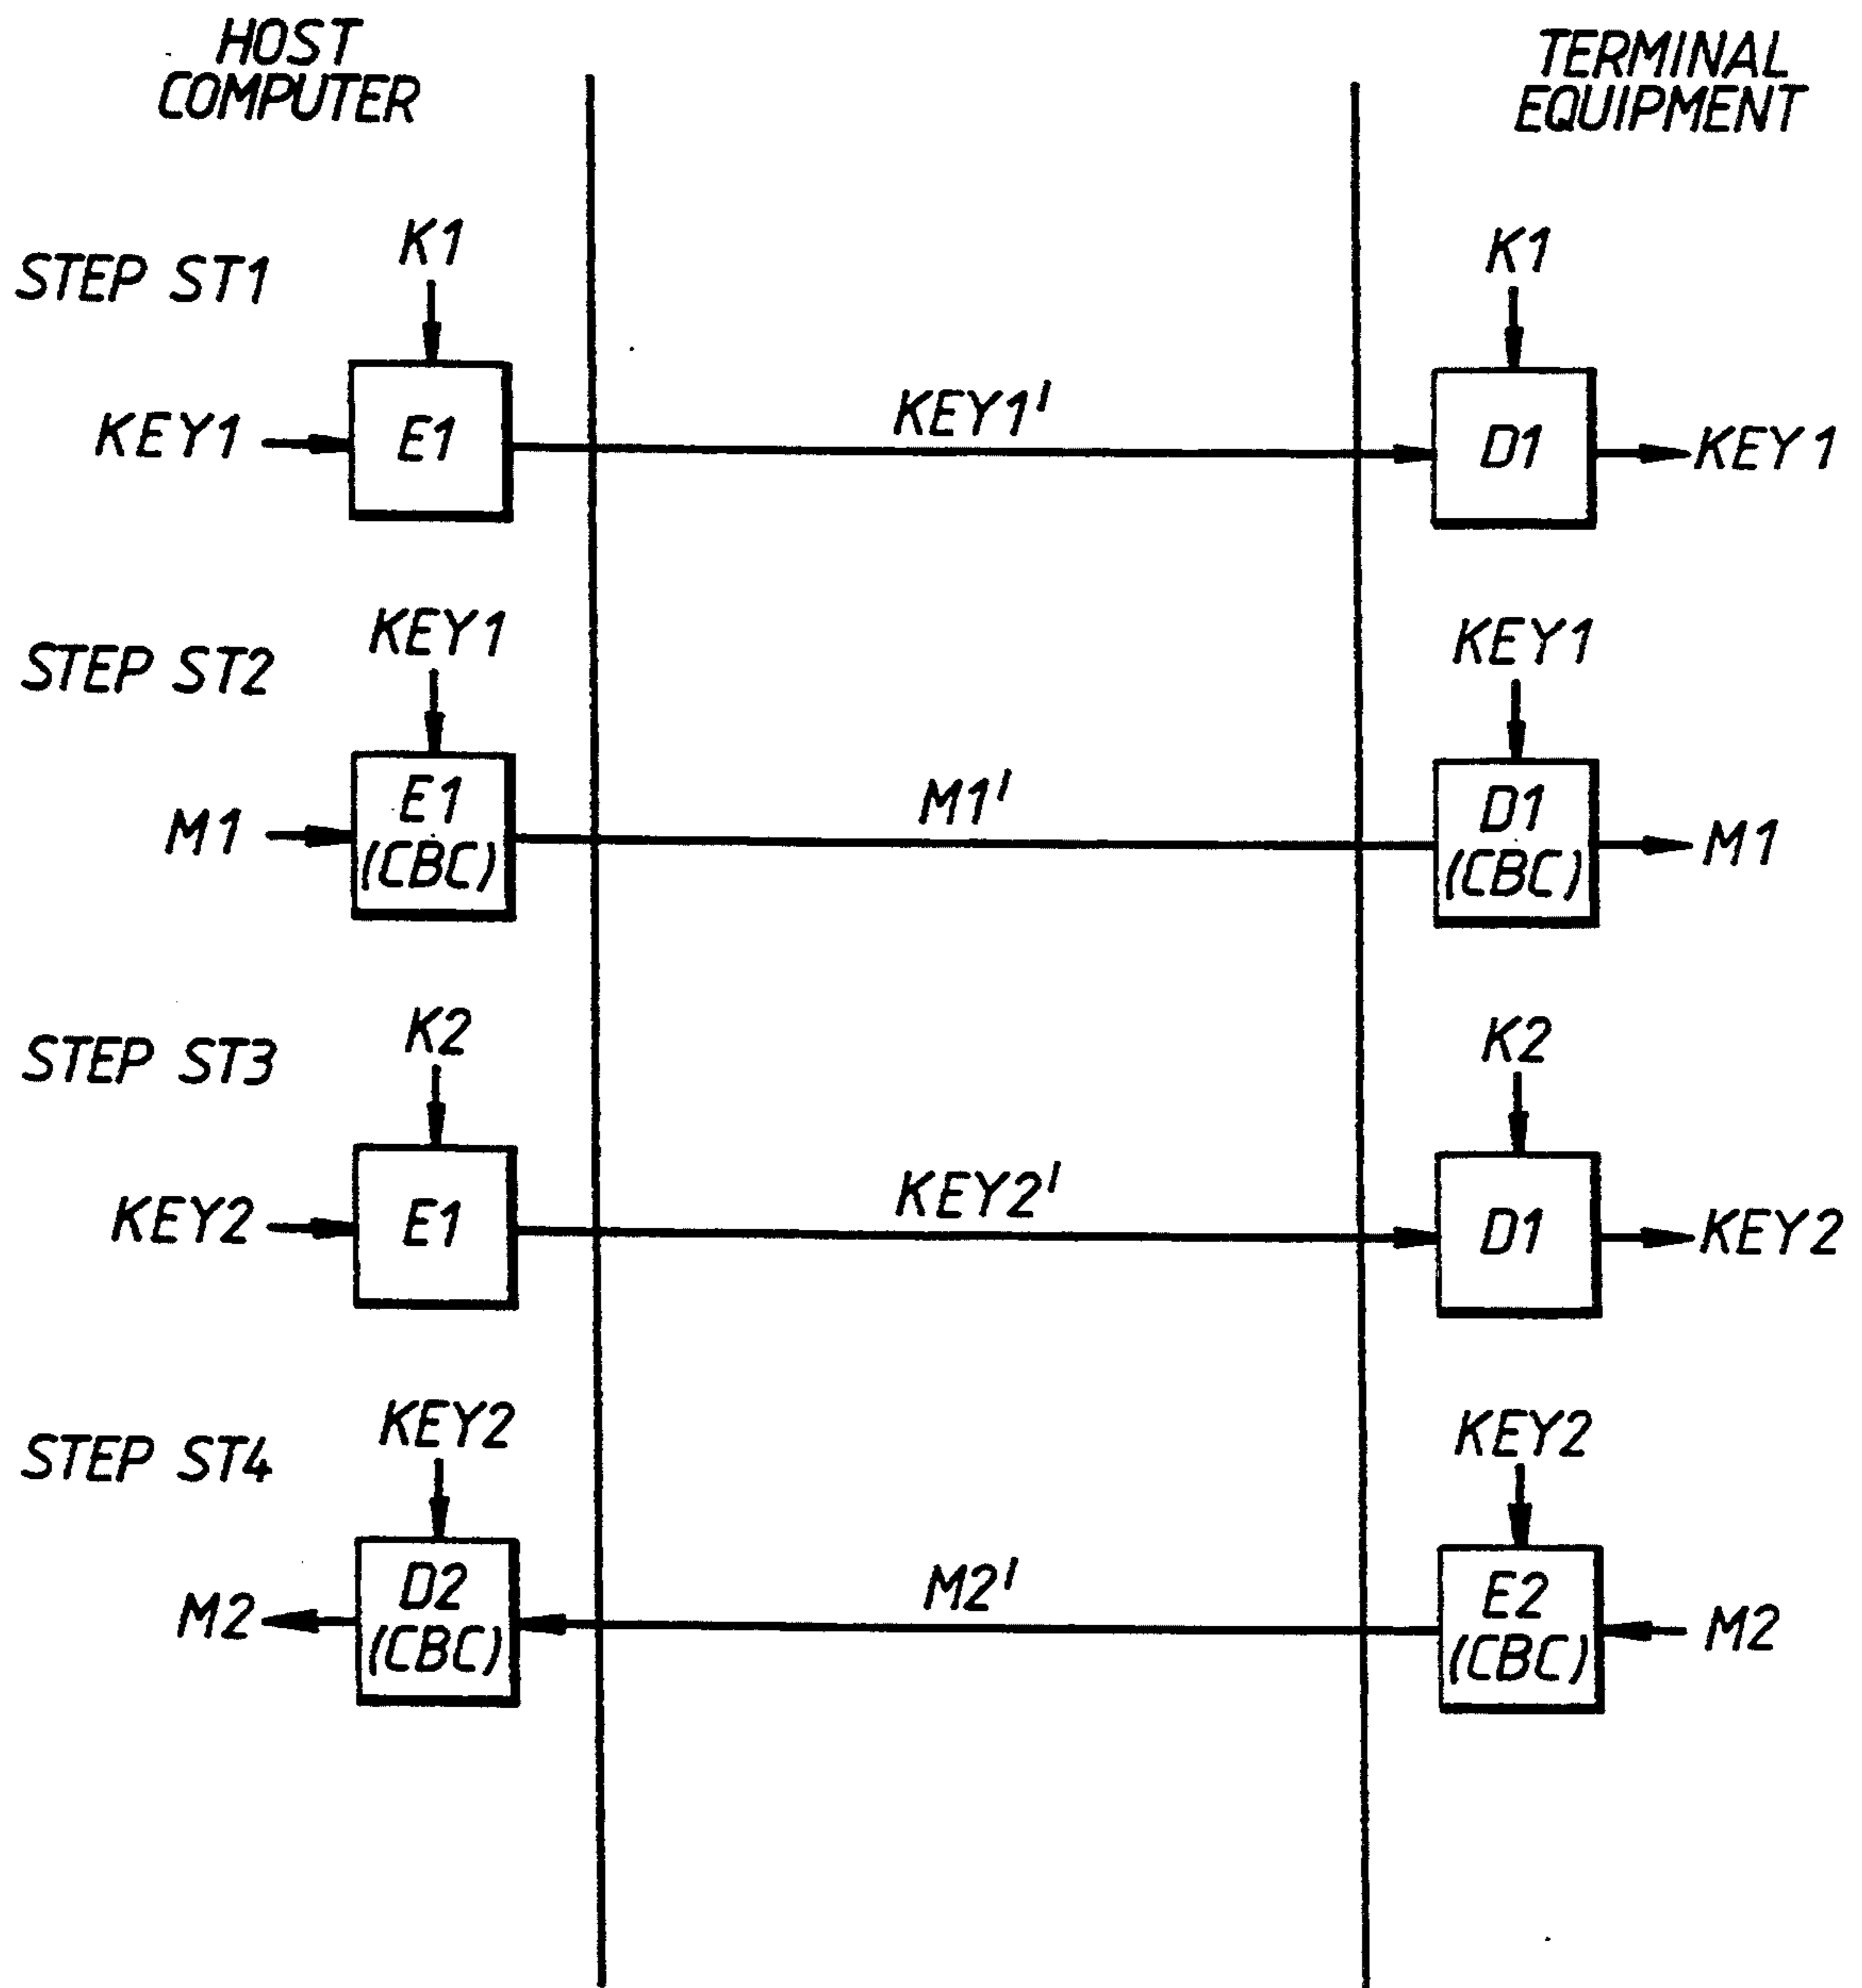 HOST
COMPUTER
TERMINAL
EQUIPMENT
STEP ST1
K1
K1
KEY1
E1
KEY1'
D1
KEY1
STEP ST2
KEY1
KEY1
M1
E1
(CBC)
M1'
D1
(CBC)
M1
STEP ST3
K2
K2
KEY2
E1
KEY2'
D1
KEY2
STEP ST4
KEY2
KEY2
M2
D2
(CBC)
M2'
E2
(CBC)
M2